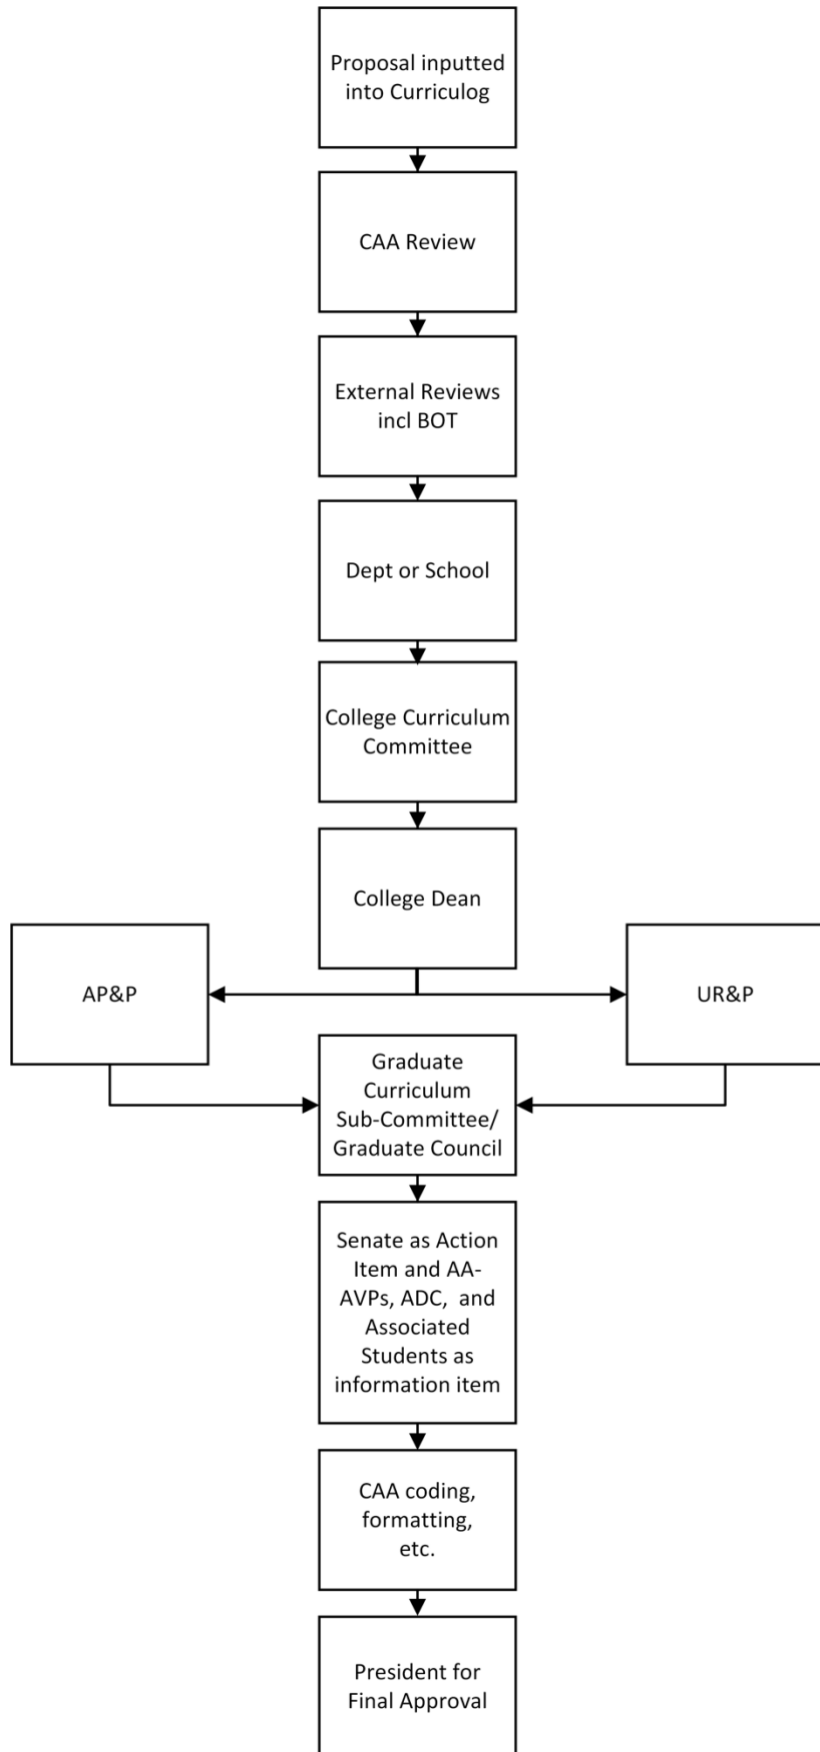 Proposal inputted
into Curriculog
CAA Review
External Reviews
incl BOT
Dept or School
College Curriculum
Committee
College Dean
AP&P
UR&P
Graduate
Curriculum
Sub-Committee/
Graduate Council
Senate as Action
Item and AA-
AVPs, ADC, and
Associated
Students as
information item
CAA coding,
formatting,
etc.
President for
Final Approval